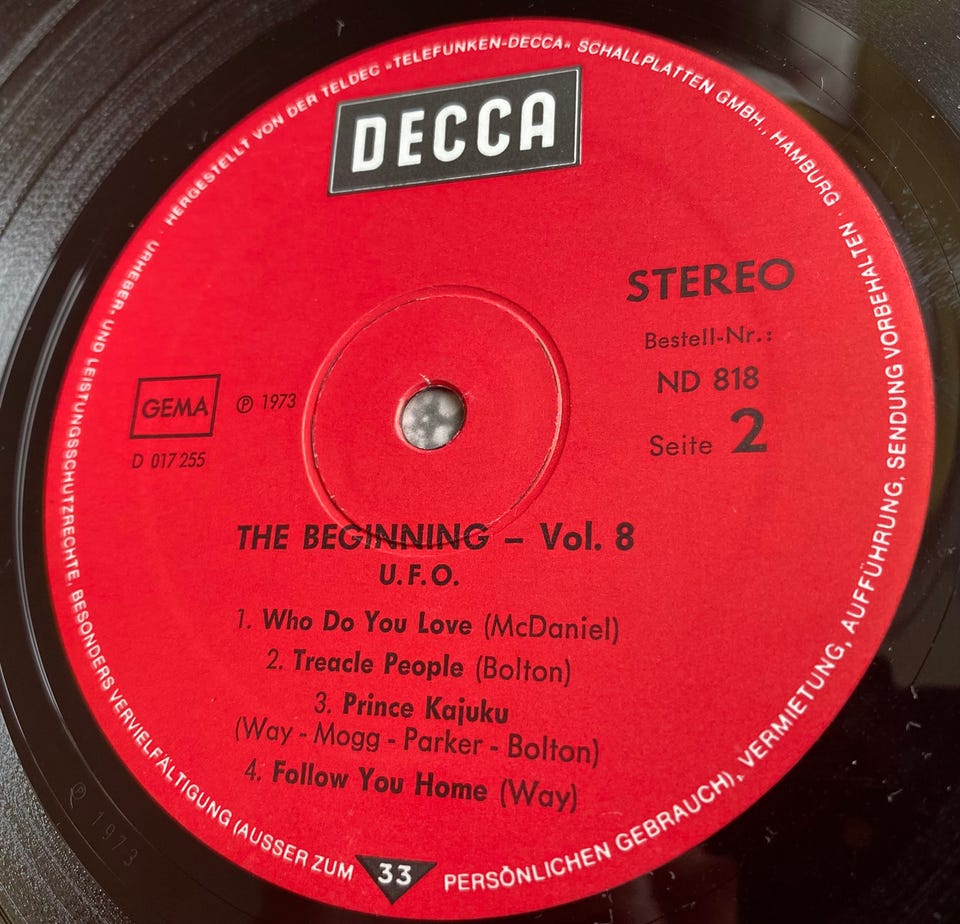 HERGESTELLT VON DER TELDEC »TELEFUNKEN-DECCA« SCHALLPLATTEN GMBH., HAMBURG · URHEBER- UND LEISTUNGSSCHUTZRECHTE, BESONDERS VERVIELFÄLTIGUNG (AUSSER ZUM PERSÖNLICHEN GEBRAUCH), VERMIETUNG, AUFFÜHRUNG, SENDUNG VORBEHALTEN ·
DECCA
STEREO
Bestell-Nr.:
ND 818
Seite 2
GEMA
℗ 1973
D 017 255
THE BEGINNING – Vol. 8
U.F.O.
1. Who Do You Love (McDaniel)
2. Treacle People (Bolton)
3. Prince Kajuku
(Way - Mogg - Parker - Bolton)
4. Follow You Home (Way)
33
℗ 1973